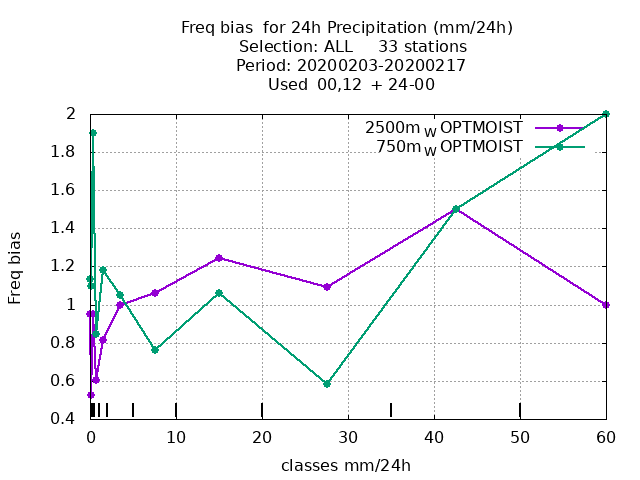 Freq bias  for 24h Precipitation (mm/24h)
Selection: ALL     33 stations
Period: 20200203-20200217
Used  00,12  + 24-00
2500m W OPTMOIST
750m W OPTMOIST
Freq bias
2
1.8
1.6
1.4
1.2
1
0.8
0.6
0.4
0 10 20 30 40 50 60
classes mm/24h